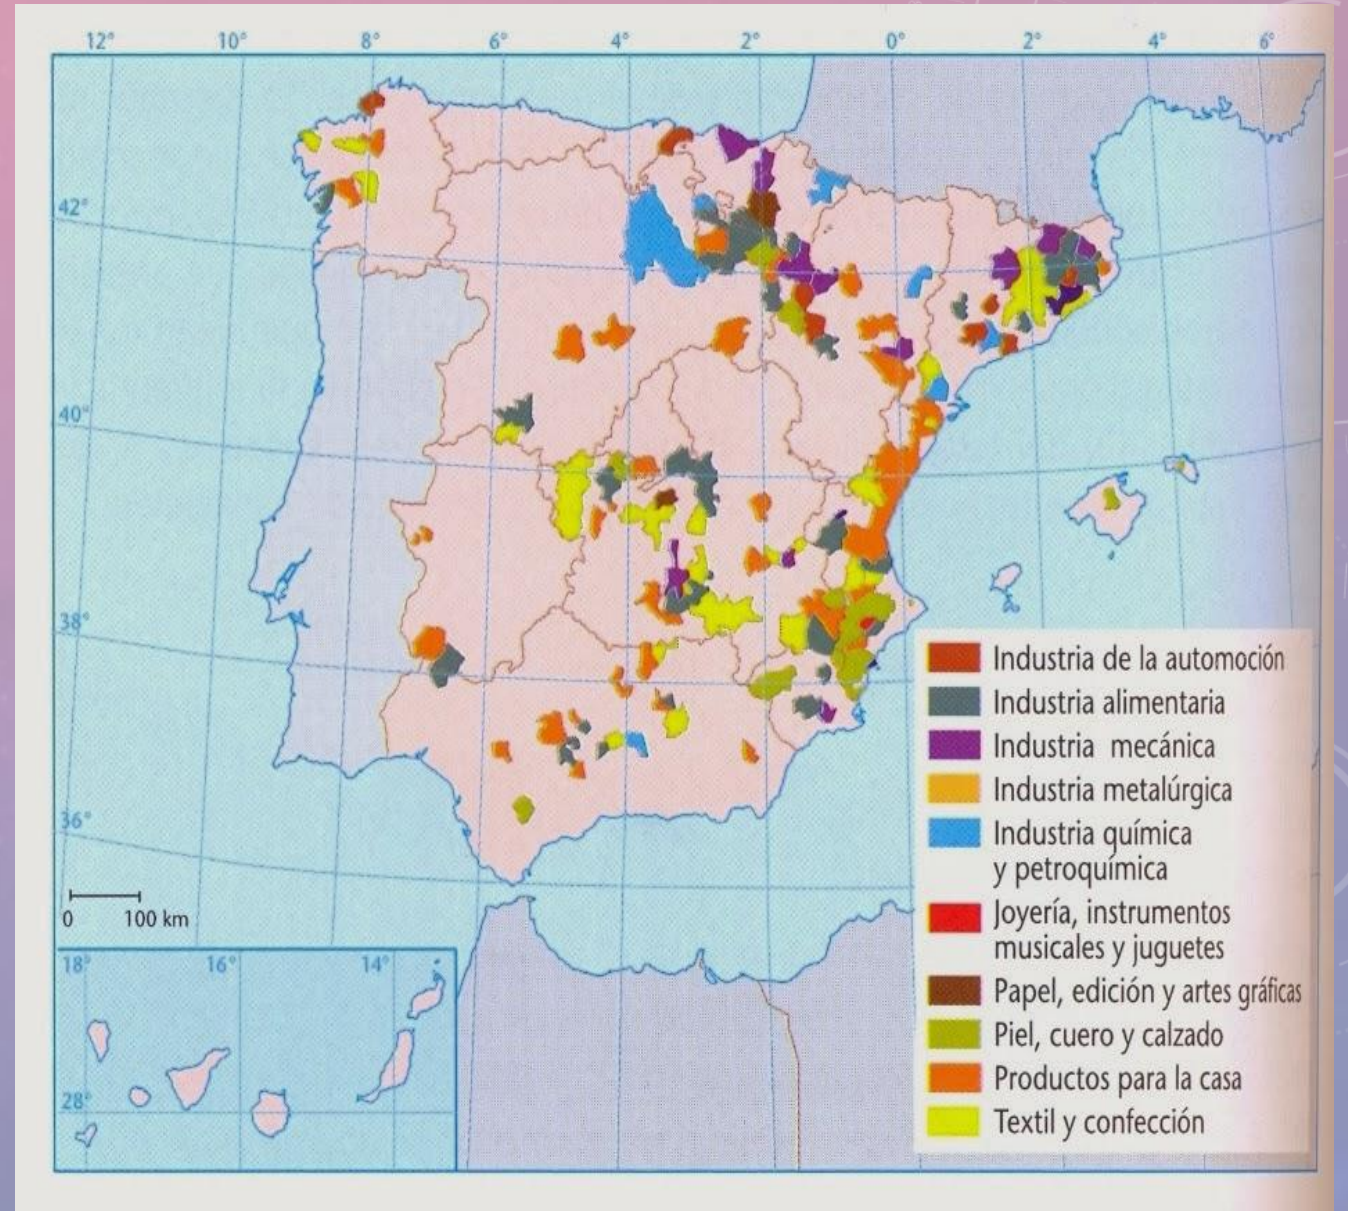 12° 10° 8° 6° 4° 2° 0° 2° 4° 6°
42°
40°
38°
36°
0 100 km
18° 16° 14°
28°
Industria de la automoción
Industria alimentaria
Industria mecánica
Industria metalúrgica
Industria química
y petroquímica
Joyería, instrumentos
musicales y juguetes
Papel, edición y artes gráficas
Piel, cuero y calzado
Productos para la casa
Textil y confección